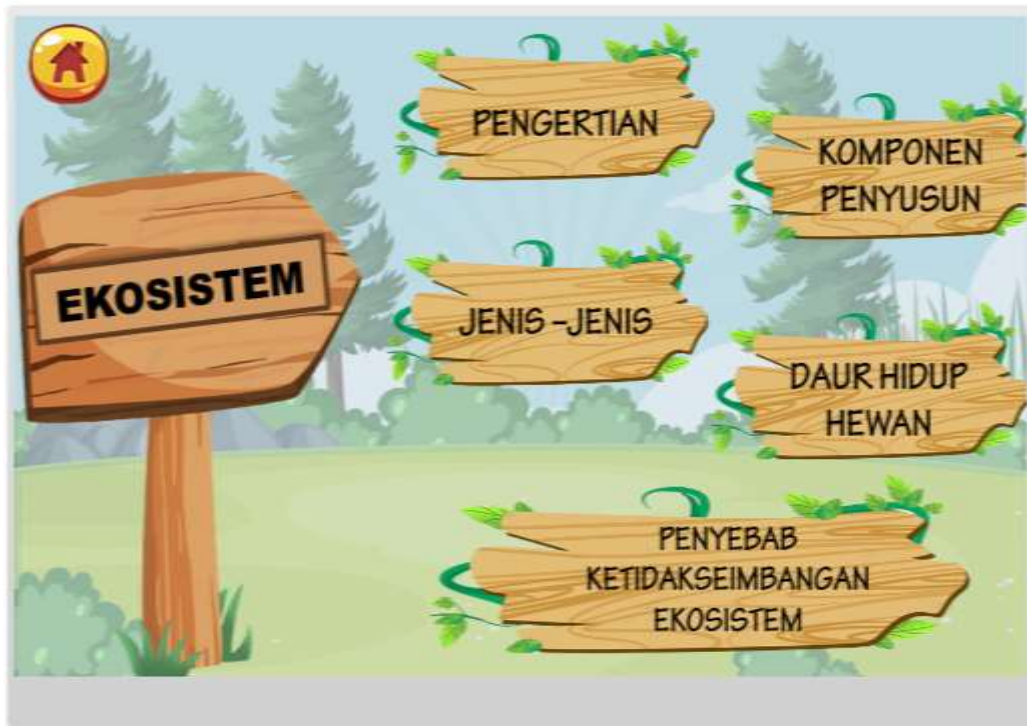 EKOSISTEM
PENGERTIAN
KOMPONEN
PENYUSUN
JENIS -JENIS
DAUR HIDUP
HEWAN
PENYEBAB
KETIDAKSEIMBANGAN
EKOSISTEM